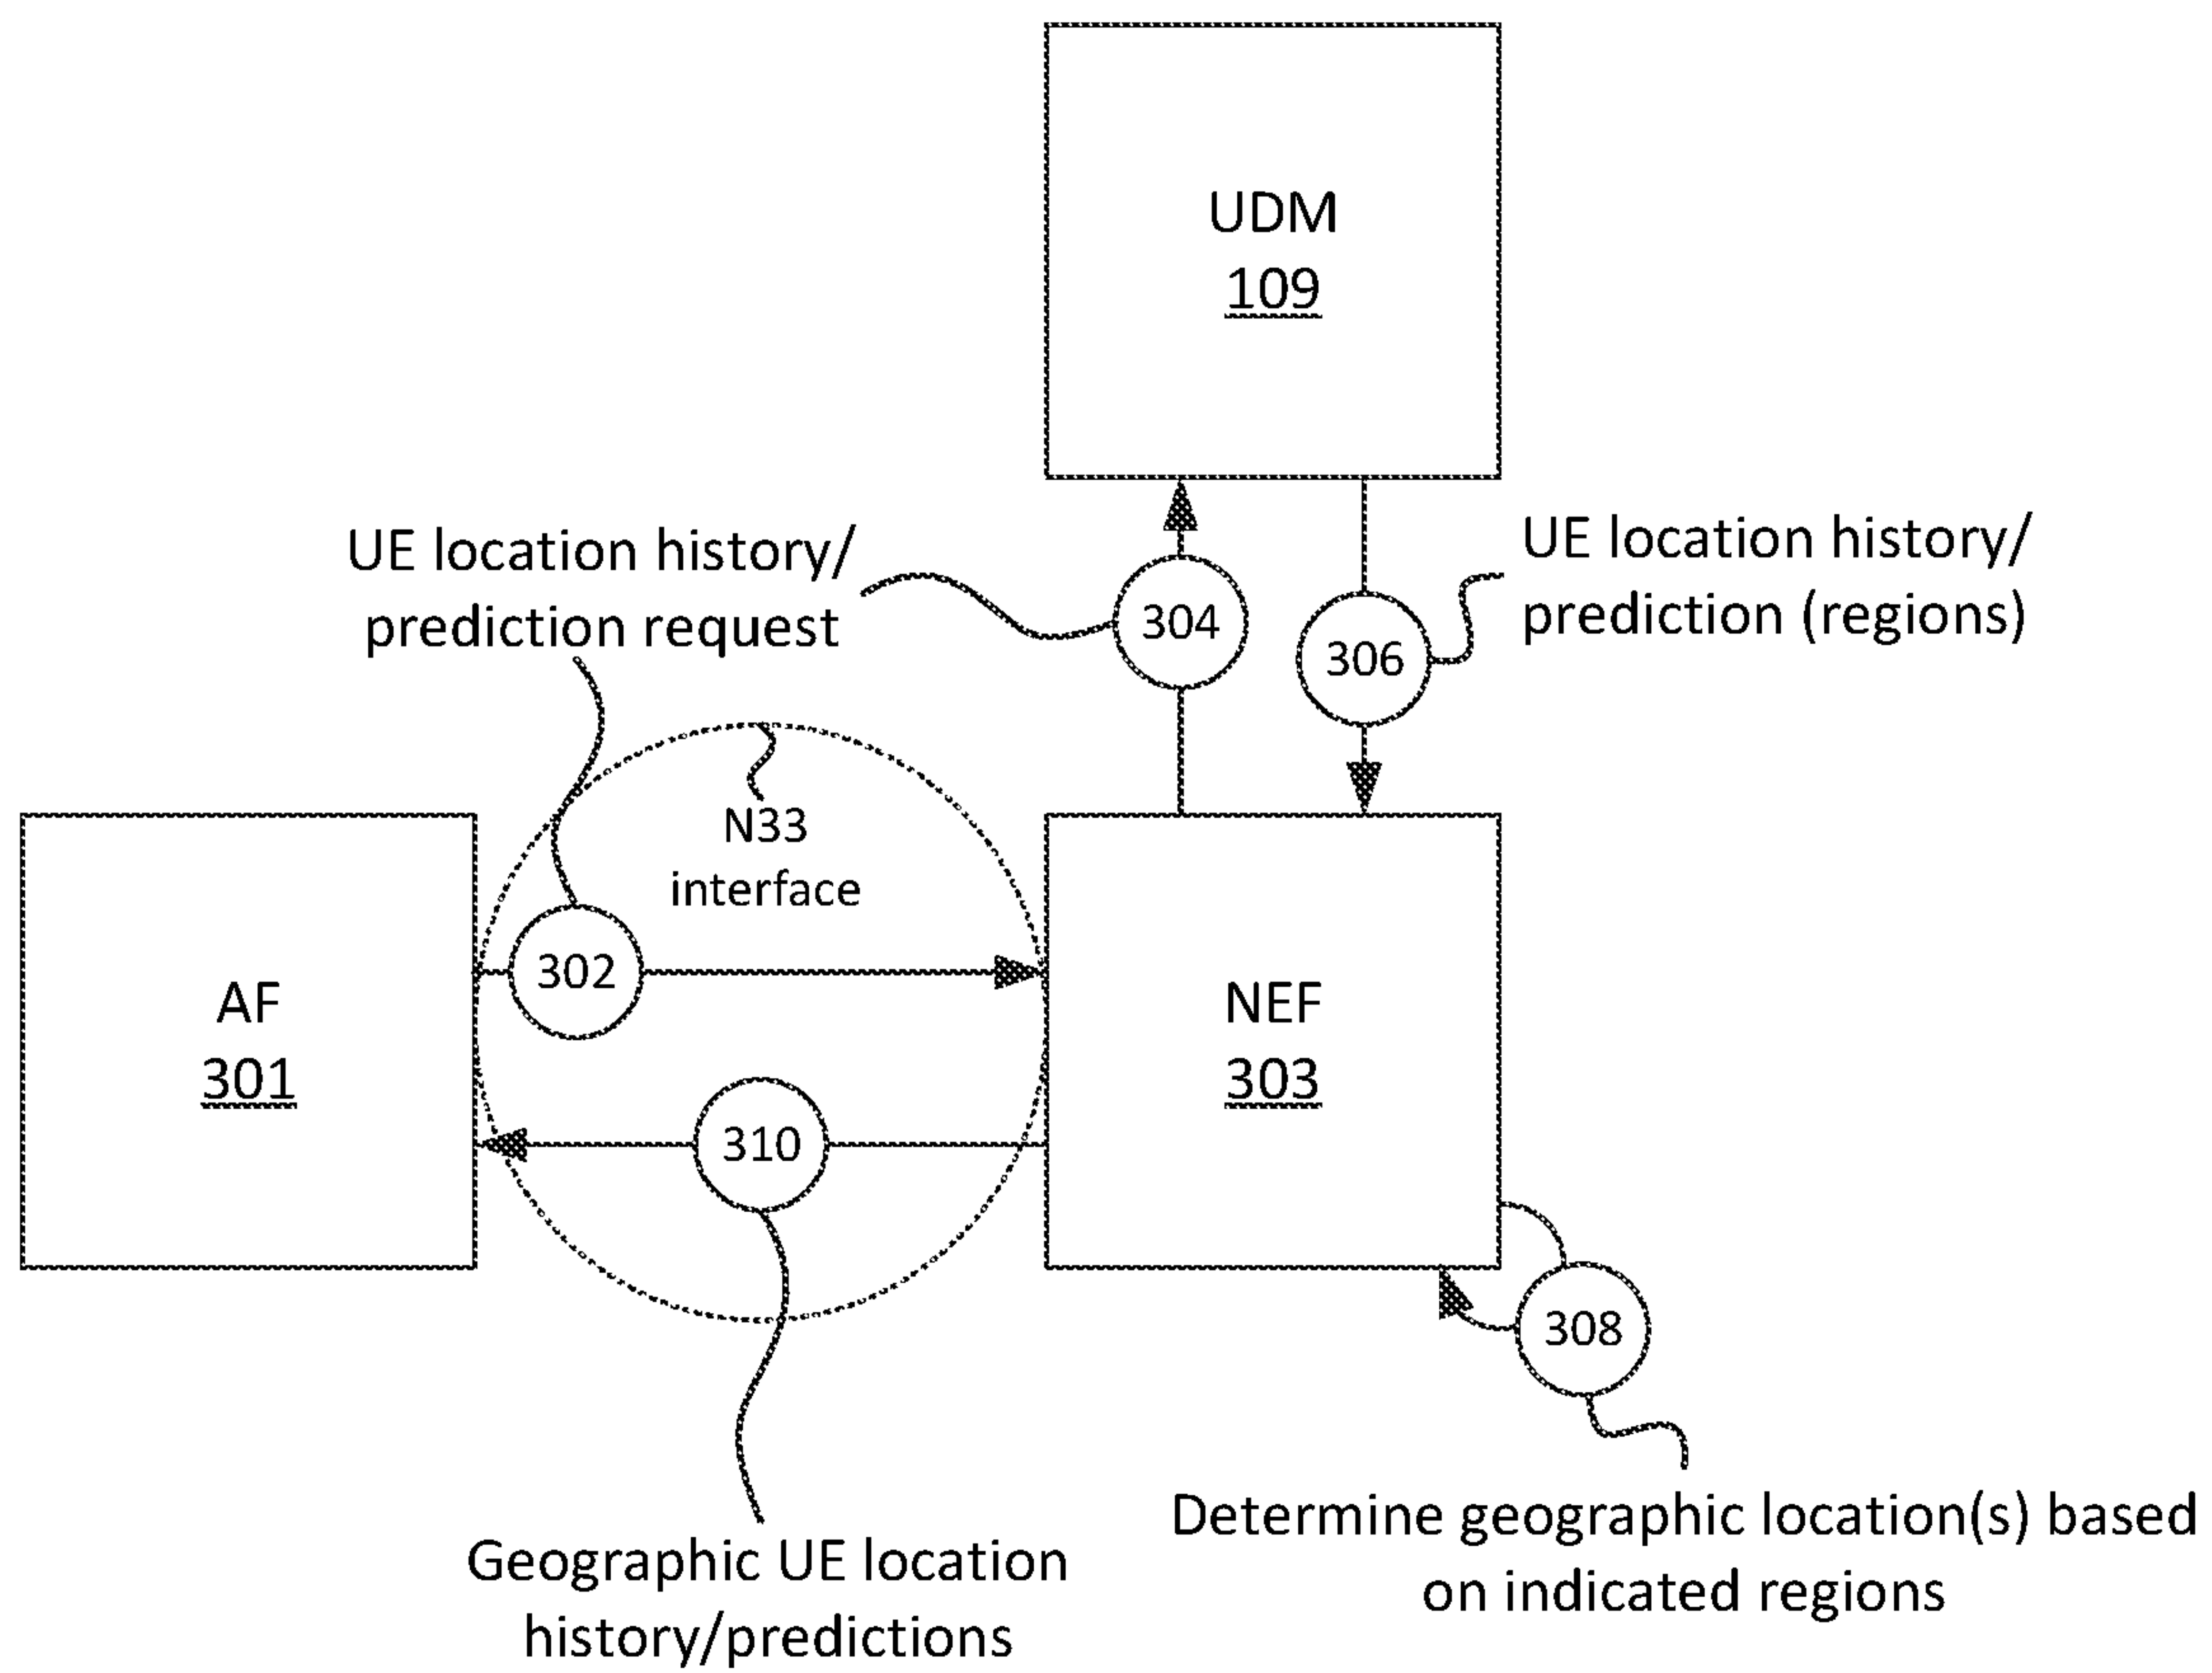 UDM
109
UE location history/
prediction request
304
306
UE location history/
prediction (regions)
N33
interface
302
AF
301
NEF
303
310
308
Geographic UE location
history/predictions
Determine geographic location(s) based
on indicated regions